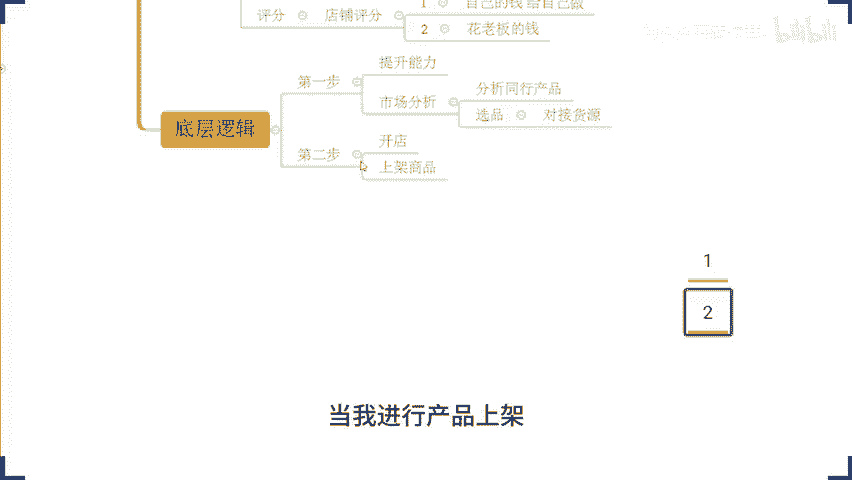 1 自己的钱给自己做
评分 店铺评分
2 花老板的钱
提升能力
第一步
分析同行产品
市场分析
选品 对接货源
底层逻辑
开店
第二步
上架商品
1
2
当我进行产品上架
bilibili